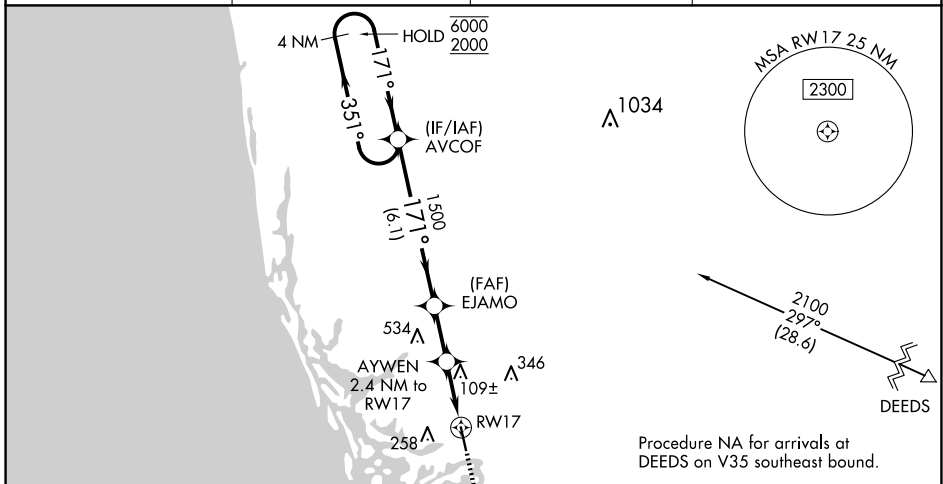 4 NM
HOLD
6000
2000
171°
351°
(IF/IAF)
AVCOF
1034
MSA RW17 25 NM
2300
1500
171°
(6.1)
(FAF)
EJAMO
534
AYWEN
2.4 NM to
RW17
109±
346
258
RW17
2100
297°
(28.6)
DEEDS
Procedure NA for arrivals at
DEEDS on V35 southeast bound.